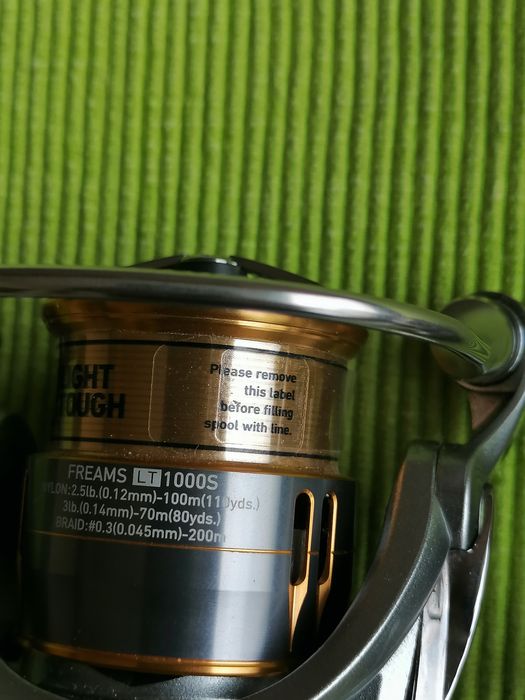 LIGHT
TOUGH
Please remove
this label
before filling
spool with line.
FREAMS LT 1000S
NYLON:2.5lb.(0.12mm)-100m(110yds.)
3lb.(0.14mm)-70m(80yds.)
BRAID:#0.3(0.045mm)-200m